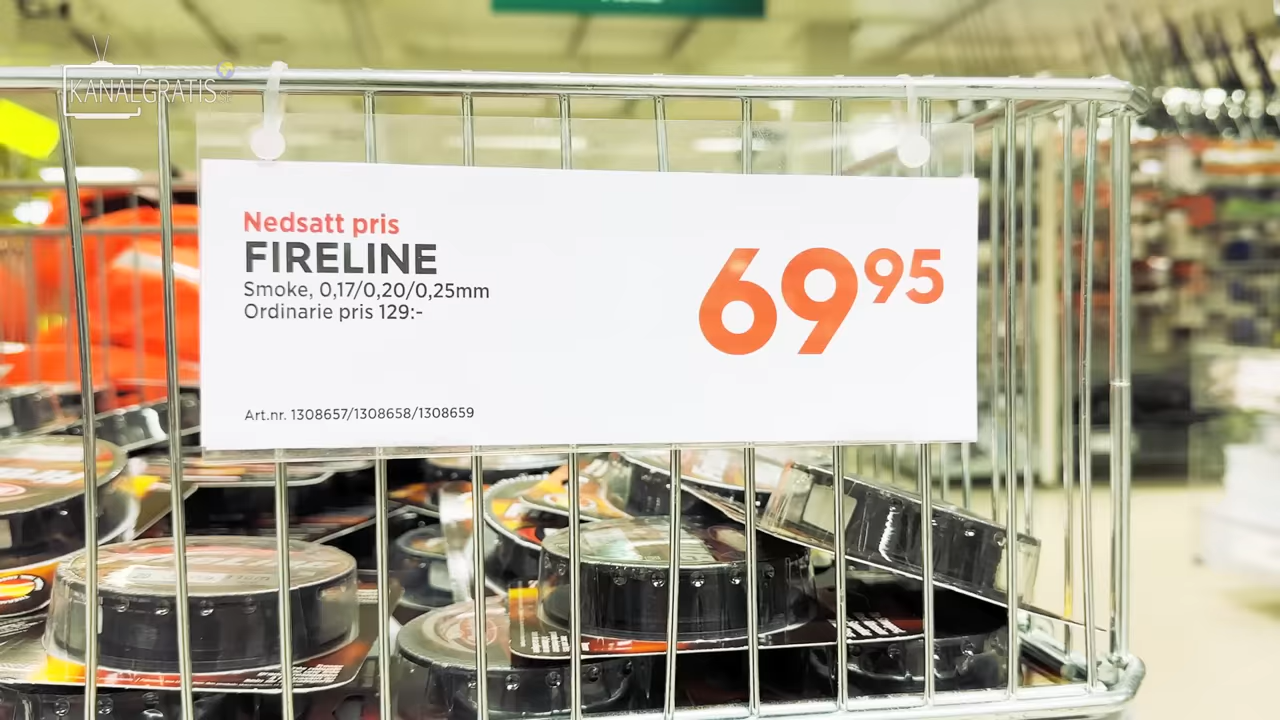 KANALGRATIS.SE
Nedsatt pris
FIRELINE
Smoke, 0,17/0,20/0,25mm
Ordinarie pris 129:-
6995
Art.nr. 1308657/1308658/1308659